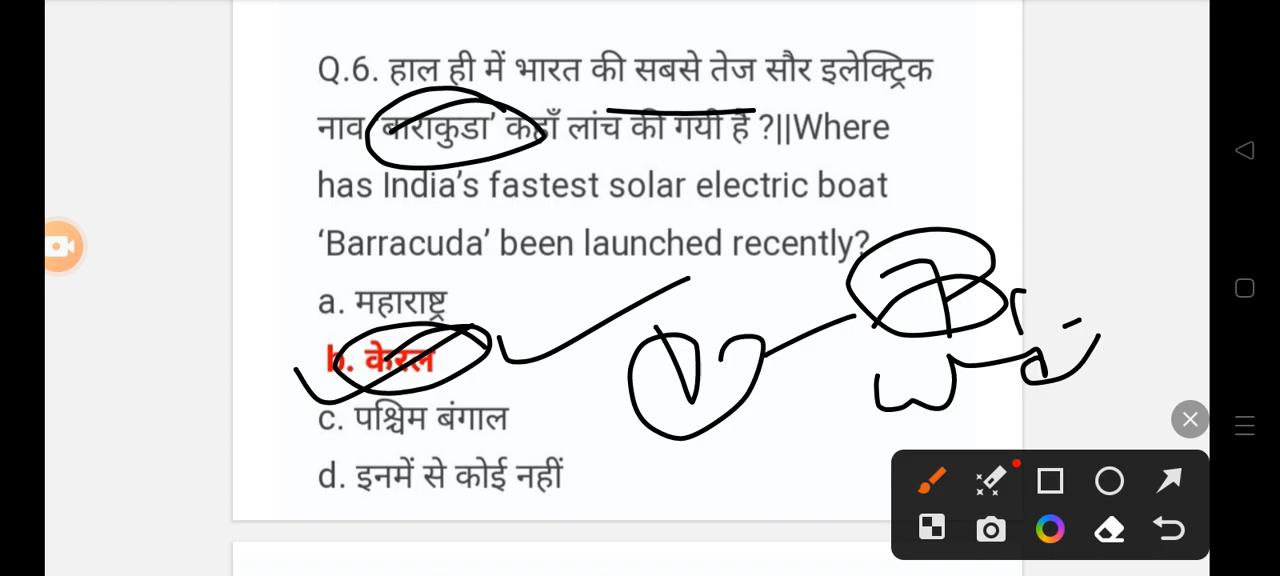 Q.6. हाल ही में भारत की सबसे तेज सौर इलेक्ट्रिक
नाव 'बाराकुडा' कहाँ लांच की गयी है ?||Where
has India's fastest solar electric boat
'Barracuda' been launched recently?
a. महाराष्ट्र
b. केरल
c. पश्चिम बंगाल
d. इनमें से कोई नहीं